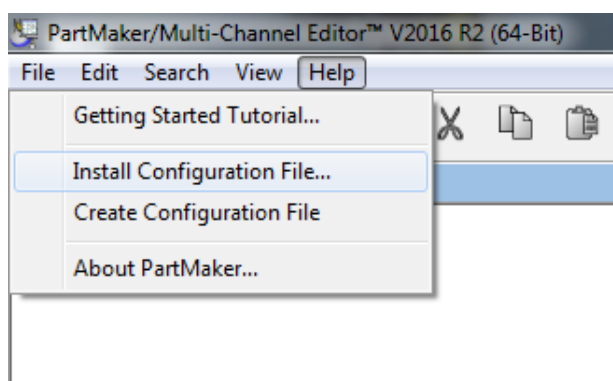 PartMaker/Multi-Channel Editor™ V2016 R2 (64-Bit)
File Edit Search View Help
Getting Started Tutorial...
Install Configuration File...
Create Configuration File
About PartMaker...